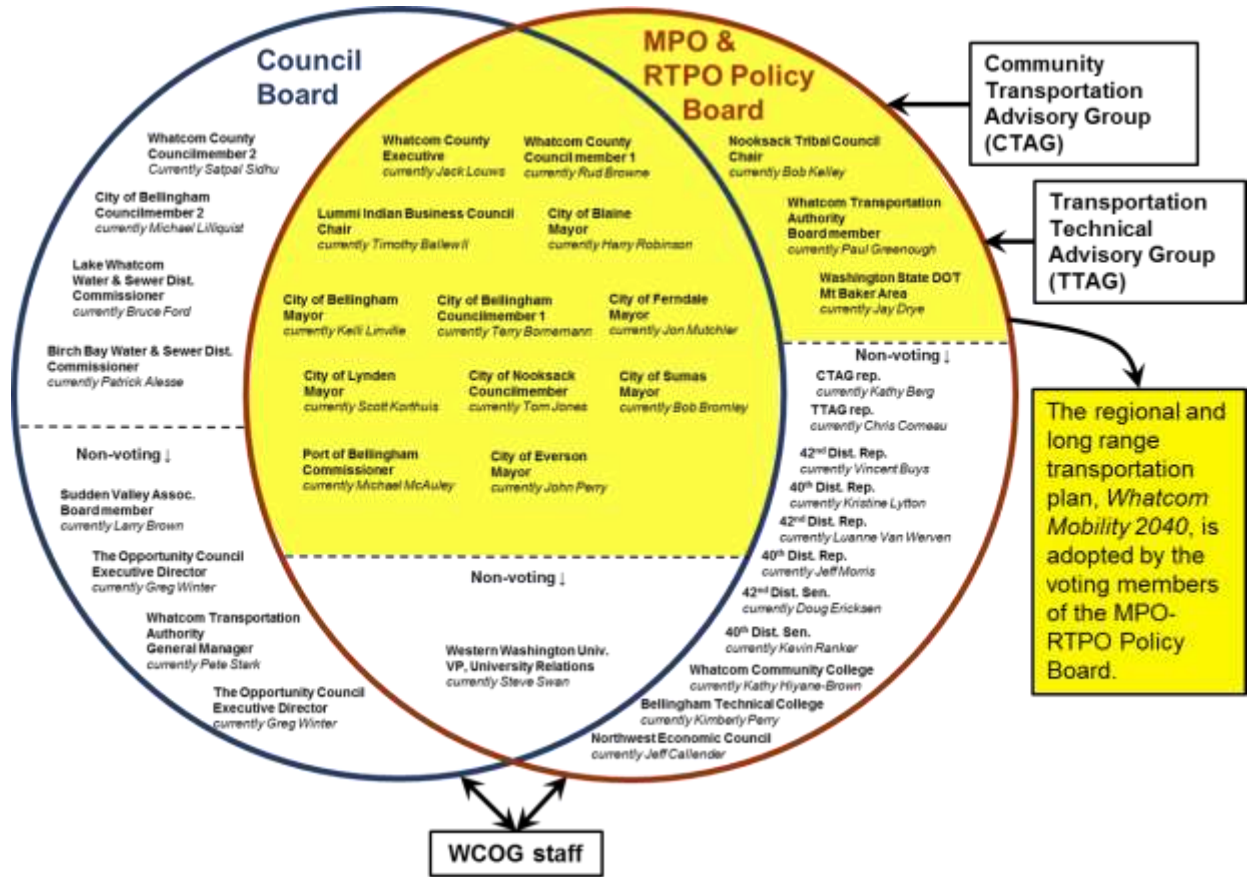 Council
Board
Whatcom County
Councilmember 2
Currently Satpal Sidhu
City of Bellingham
Councilmember 2
currently Michael Lilliquist
Lake Whatcom
Water & Sewer Dist.
Commissioner
currently Bruce Ford
Birch Bay Water & Sewer Dist.
Commissioner
currently Patrick Alesse
Non-voting ↓
Sudden Valley Assoc.
Board member
currently Larry Brown
The Opportunity Council
Executive Director
currently Greg Winter
Whatcom Transportation
Authority
General Manager
currently Pete Stark
The Opportunity Council
Executive Director
currently Greg Winter
MPO &
RTPO Policy
Board
Whatcom County
Executive
currently Jack Louws
Whatcom County
Council member 1
currently Rud Browne
Lummi Indian Business Council
Chair
currently Timothy Ballew II
City of Blaine
Mayor
currently Harry Robinson
City of Bellingham
Mayor
currently Kelli Linville
City of Bellingham
Councilmember 1
currently Terry Bornemann
City of Ferndale
Mayor
currently Jon Mutchler
City of Lynden
Mayor
currently Scott Korthuis
City of Nooksack
Councilmember
currently Tom Jones
City of Sumas
Mayor
currently Bob Bromley
Port of Bellingham
Commissioner
currently Michael McAuley
City of Everson
Mayor
currently John Perry
Non-voting ↓
Western Washington Univ.
VP, University Relations
currently Steve Swan
Nooksack Tribal Council
Chair
currently Bob Kelley
Whatcom Transportation
Authority
Board member
currently Paul Greenough
Washington State DOT
Mt Baker Area
currently Jay Drye
Non-voting ↓
CTAG rep.
currently Kathy Berg
TTAG rep.
currently Chris Comeau
42nd Dist. Rep.
currently Vincent Buys
40th Dist. Rep.
currently Kristine Lytton
42nd Dist. Rep.
currently Luanne Van Werven
40th Dist. Rep.
currently Jeff Morris
42nd Dist. Sen.
currently Doug Ericksen
40th Dist. Sen.
currently Kevin Ranker
Whatcom Community College
currently Kathy Hiyane-Brown
Bellingham Technical College
currently Kimberly Perry
Northwest Economic Council
currently Jeff Callender
Community
Transportation
Advisory Group
(CTAG)
Transportation
Technical
Advisory Group
(TTAG)
The regional and
long range
transportation
plan, Whatcom
Mobility 2040, is
adopted by the
voting members
of the MPO-
RTPO Policy
Board.
WCOG staff